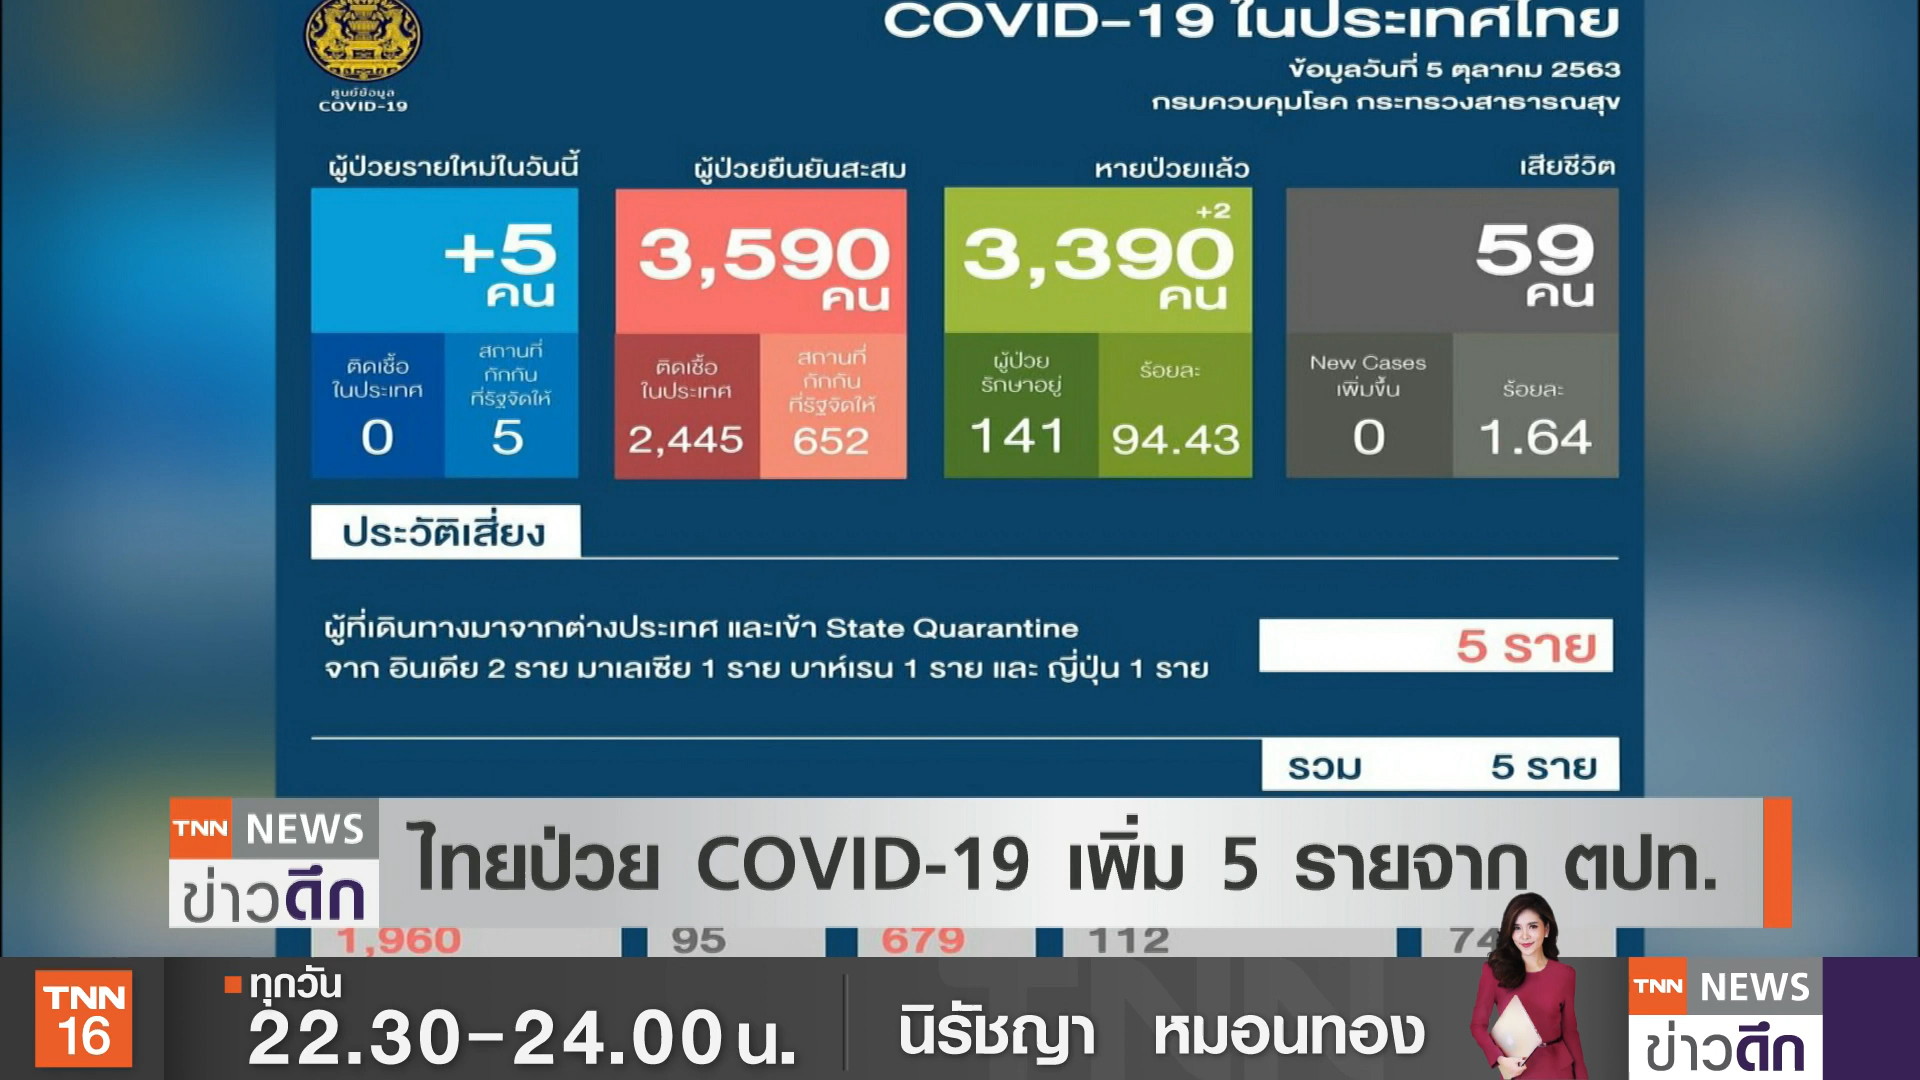 COVID-19 ในประเทศไทย
ข้อมูลวันที่ 5 ตุลาคม 2563
กรมควบคุมโรค กระทรวงสาธารณสุข
ศูนย์ข้อมูล
COVID-19
ผู้ป่วยรายใหม่ในวันนี้
+5
คน
ติดเชื้อ
ในประเทศ
0
สถานที่
กักกัน
ที่รัฐจัดให้
5
ผู้ป่วยยืนยันสะสม
3,590
คน
ติดเชื้อ
ในประเทศ
2,445
สถานที่
กักกัน
ที่รัฐจัดให้
652
หายป่วยแล้ว
+2
3,390
คน
ผู้ป่วย
รักษาอยู่
141
ร้อยละ
94.43
เสียชีวิต
59
คน
New Cases
เพิ่มขึ้น
0
ร้อยละ
1.64
ประวัติเสี่ยง
ผู้ที่เดินทางมาจากต่างประเทศ และเข้า State Quarantine
จาก อินเดีย 2 ราย มาเลเซีย 1 ราย บาห์เรน 1 ราย และ ญี่ปุ่น 1 ราย
5 ราย
รวม 5 ราย
TNN NEWS
ข่าวดึก
ไทยป่วย COVID-19 เพิ่ม 5 รายจาก ตปท.
1,960 95 679 112 74
TNN
16
ทุกวัน
22.30-24.00 น.
นิรัชญา หมอนทอง
TNN NEWS
ข่าวดึก